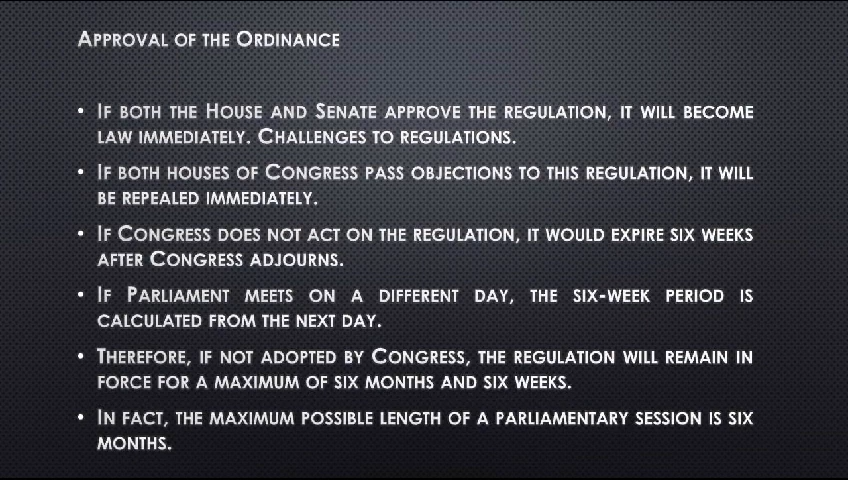 Approval of the Ordinance
• If both the House and Senate approve the regulation, it will become
law immediately. Challenges to regulations.
• If both houses of Congress pass objections to this regulation, it will
be repealed immediately.
• If Congress does not act on the regulation, it would expire six weeks
after Congress adjourns.
• If Parliament meets on a different day, the six-week period is
calculated from the next day.
• Therefore, if not adopted by Congress, the regulation will remain in
force for a maximum of six months and six weeks.
• In fact, the maximum possible length of a parliamentary session is six
months.